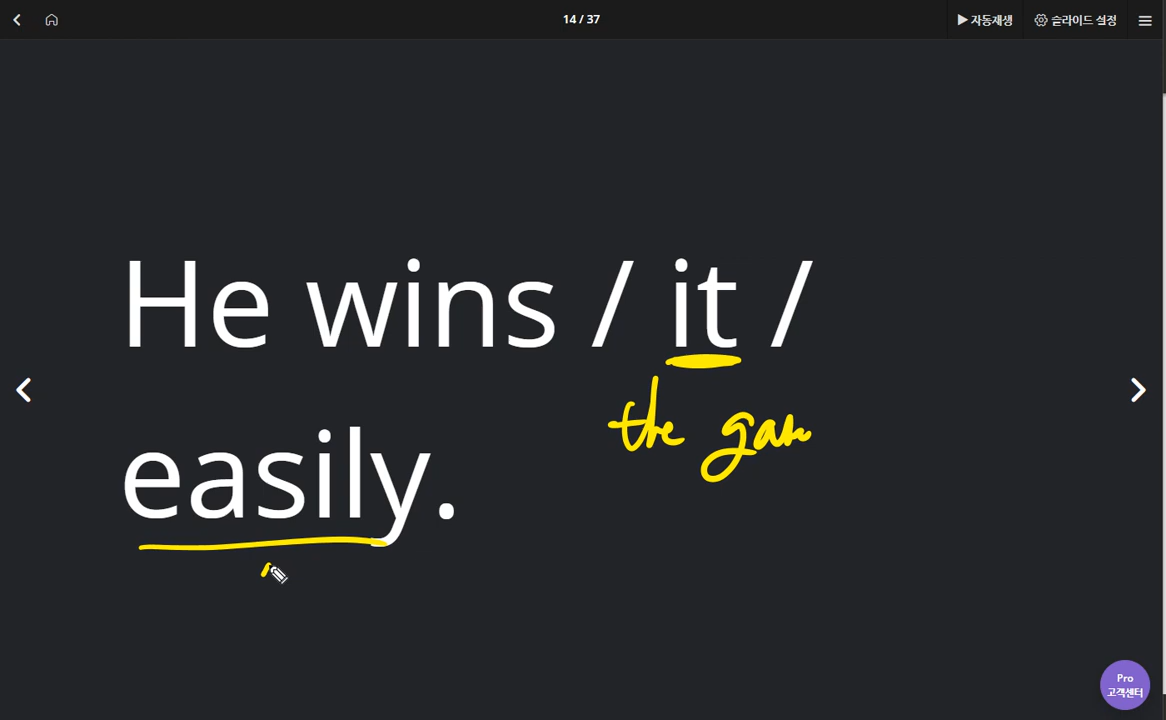 14 / 37
자동재생
슬라이드 설정
He wins / it /
the gam
easily.
Pro
고객센터